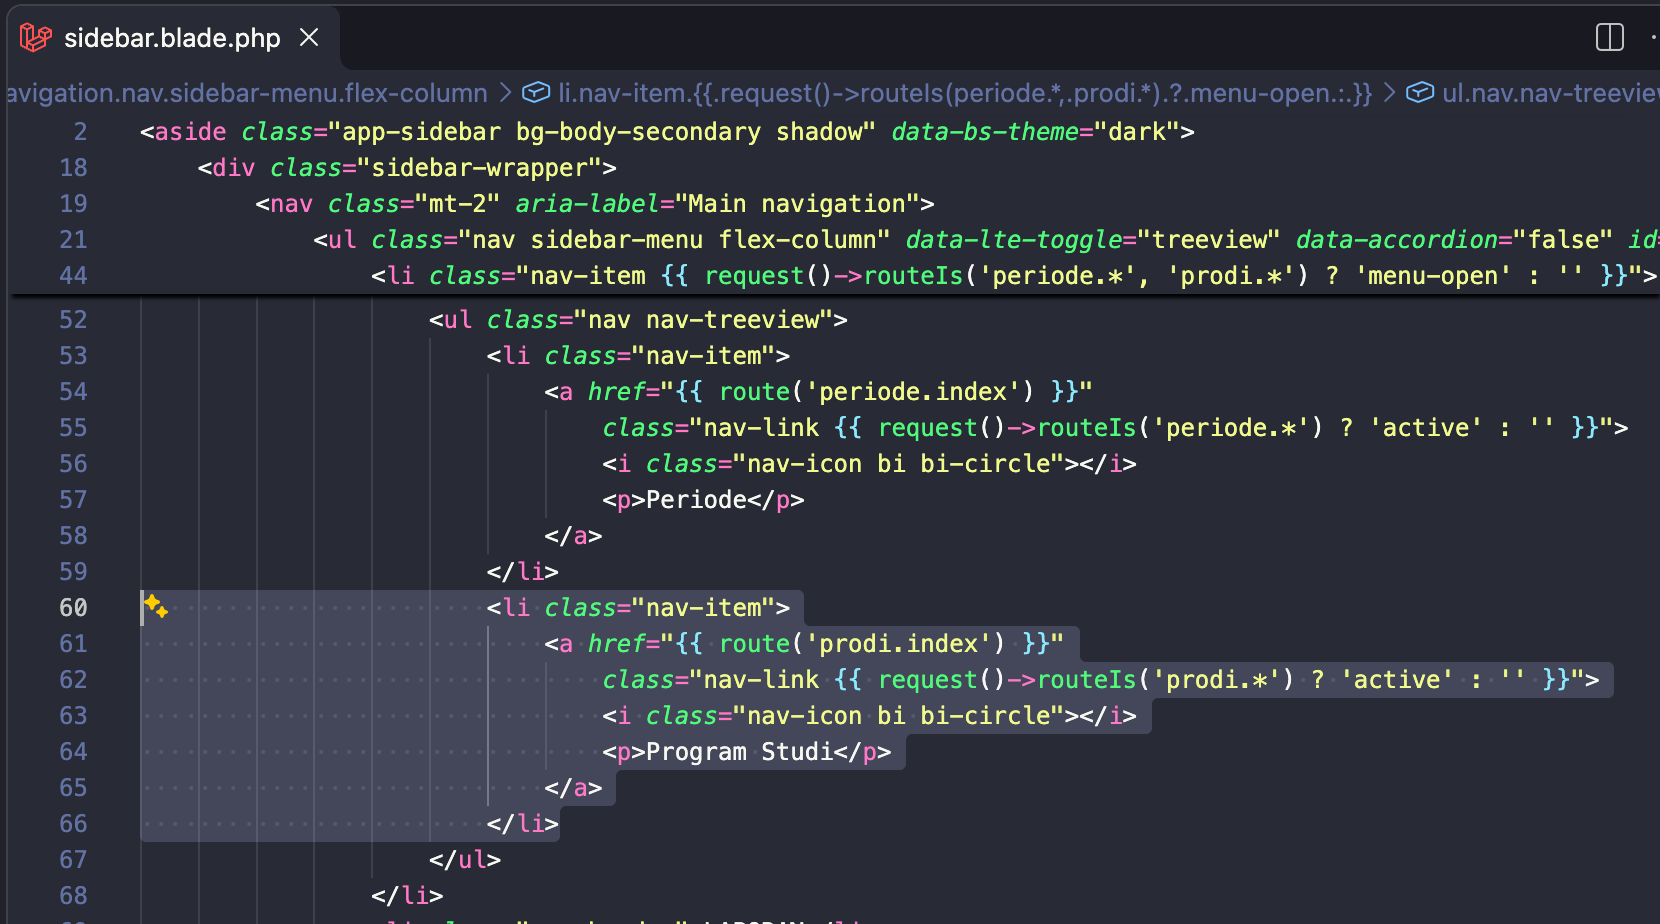 sidebar.blade.php
avigation.nav.sidebar-menu.flex-column > li.nav-item.{{.request()->routeIs(periode.*,.prodi.*).?.menu-open.:.}} > ul.nav.nav-treeview
2 <aside class="app-sidebar bg-body-secondary shadow" data-bs-theme="dark">
18 <div class="sidebar-wrapper">
19 <nav class="mt-2" aria-label="Main navigation">
21 <ul class="nav sidebar-menu flex-column" data-lte-toggle="treeview" data-accordion="false" id=
44 <li class="nav-item {{ request()->routeIs('periode.*', 'prodi.*') ? 'menu-open' : '' }}">
52 <ul class="nav nav-treeview">
53 <li class="nav-item">
54 <a href="{{ route('periode.index') }}"
55 class="nav-link {{ request()->routeIs('periode.*') ? 'active' : '' }}">
56 <i class="nav-icon bi bi-circle"></i>
57 <p>Periode</p>
58 </a>
59 </li>
60 <li class="nav-item">
61 <a href="{{ route('prodi.index') }}"
62 class="nav-link {{ request()->routeIs('prodi.*') ? 'active' : '' }}">
63 <i class="nav-icon bi bi-circle"></i>
64 <p>Program Studi</p>
65 </a>
66 </li>
67 </ul>
68 </li>